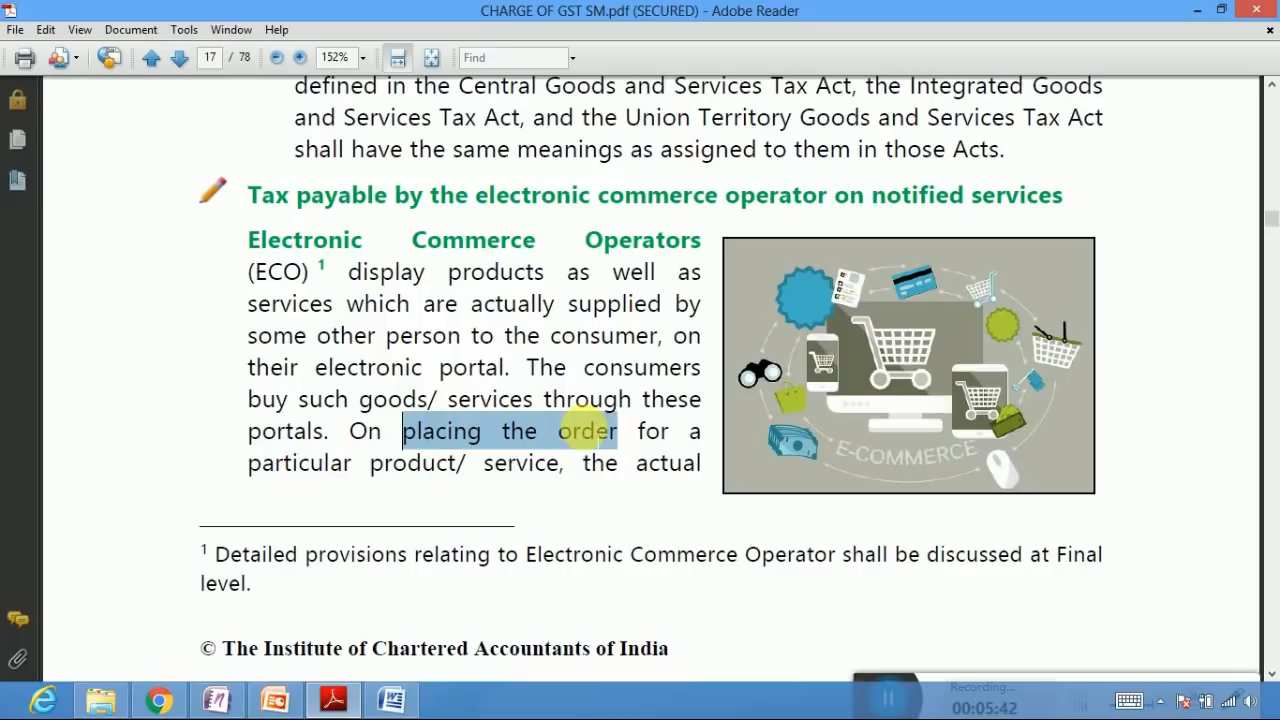 CHARGE OF GST SM.pdf (SECURED) - Adobe Reader
File Edit View Document Tools Window Help
17 / 78 152% Find
defined in the Central Goods and Services Tax Act, the Integrated Goods
and Services Tax Act, and the Union Territory Goods and Services Tax Act
shall have the same meanings as assigned to them in those Acts.
Tax payable by the electronic commerce operator on notified services
Electronic Commerce Operators
(ECO) 1 display products as well as
services which are actually supplied by
some other person to the consumer, on
their electronic portal. The consumers
buy such goods/ services through these
portals. On placing the order for a
particular product/ service, the actual
E-COMMERCE
1 Detailed provisions relating to Electronic Commerce Operator shall be discussed at Final
level.
© The Institute of Chartered Accountants of India
Recording...
00:05:42